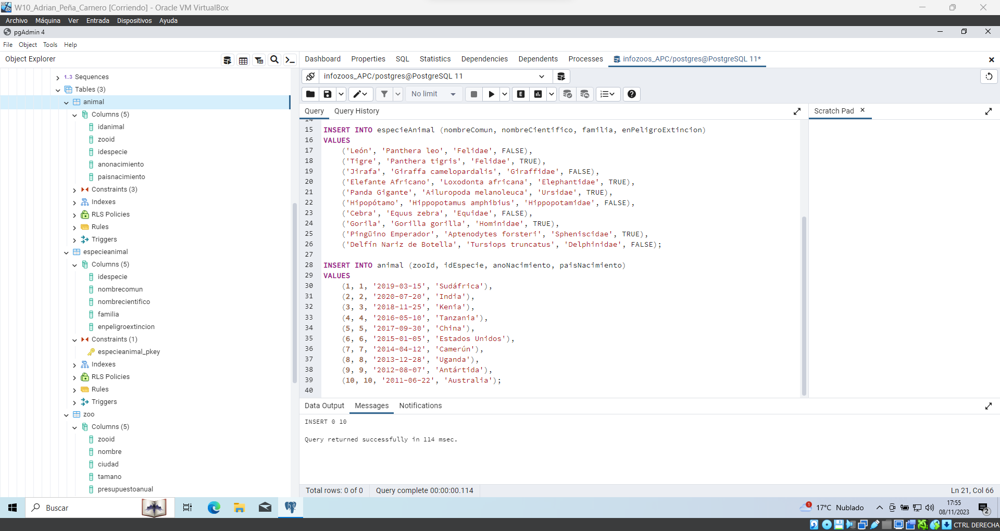 W10_Adrian_Peña_Carnero [Corriendo] - Oracle VM VirtualBox
Archivo Máquina Ver Entrada Dispositivos Ayuda
pgAdmin 4
File Object Tools Help
Object Explorer
1..3 Sequences
Tables (3)
animal
Columns (5)
idanimal
zooid
idespecie
anonacimiento
paisnacimiento
Constraints (3)
Indexes
RLS Policies
Rules
Triggers
especieanimal
Columns (5)
idespecie
nombrecomun
nombrecientifico
familia
enpeligroextincion
Constraints (1)
especieanimal_pkey
Indexes
RLS Policies
Rules
Triggers
zoo
Columns (5)
zooid
nombre
ciudad
tamano
presupuestoanual
Dashboard Properties SQL Statistics Dependencies Dependents Processes infozoos_APC/postgres@PostgreSQL 11*
infozoos_APC/postgres@PostgreSQL 11
No limit E
Query Query History
Scratch Pad
14
15 INSERT INTO especieAnimal (nombreComun, nombreCientifico, familia, enPeligroExtincion)
16 VALUES
17 ('León', 'Panthera leo', 'Felidae', FALSE),
18 ('Tigre', 'Panthera tigris', 'Felidae', TRUE),
19 ('Jirafa', 'Giraffa camelopardalis', 'Giraffidae', FALSE),
20 ('Elefante Africano', 'Loxodonta africana', 'Elephantidae', TRUE),
21 ('Panda Gigante', 'Ailuropoda melanoleuca', 'Ursidae', TRUE),
22 ('Hipopótamo', 'Hippopotamus amphibius', 'Hippopotamidae', FALSE),
23 ('Cebra', 'Equus zebra', 'Equidae', FALSE),
24 ('Gorila', 'Gorilla gorilla', 'Hominidae', TRUE),
25 ('Pingüino Emperador', 'Aptenodytes forsteri', 'Spheniscidae', TRUE),
26 ('Delfín Nariz de Botella', 'Tursiops truncatus', 'Delphinidae', FALSE);
27
28 INSERT INTO animal (zooId, idEspecie, anoNacimiento, paisNacimiento)
29 VALUES
30 (1, 1, '2019-03-15', 'Sudáfrica'),
31 (2, 2, '2020-07-20', 'India'),
32 (3, 3, '2018-11-25', 'Kenia'),
33 (4, 4, '2016-05-10', 'Tanzania'),
34 (5, 5, '2017-09-30', 'China'),
35 (6, 6, '2015-01-05', 'Estados Unidos'),
36 (7, 7, '2014-04-12', 'Camerún'),
37 (8, 8, '2013-12-28', 'Uganda'),
38 (9, 9, '2012-08-07', 'Antártida'),
39 (10, 10, '2011-06-22', 'Australia');
40
Data Output Messages Notifications
INSERT 0 10
Query returned successfully in 114 msec.
Total rows: 0 of 0 Query complete 00:00:00.114 Ln 21, Col 66
Buscar
1 17°C Nublado
17:55
08/11/2023
2
CTRL DERECHA